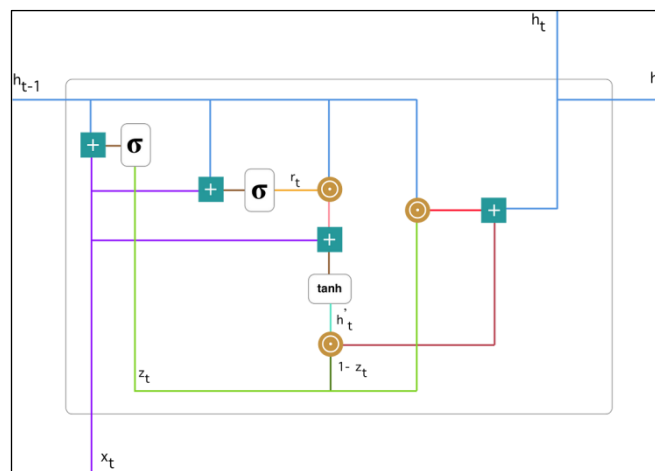 h_t
h_{t-1}
h
+
σ
+
σ
r_t
+
+
tanh
h'_t
1- z_t
z_t
x_t